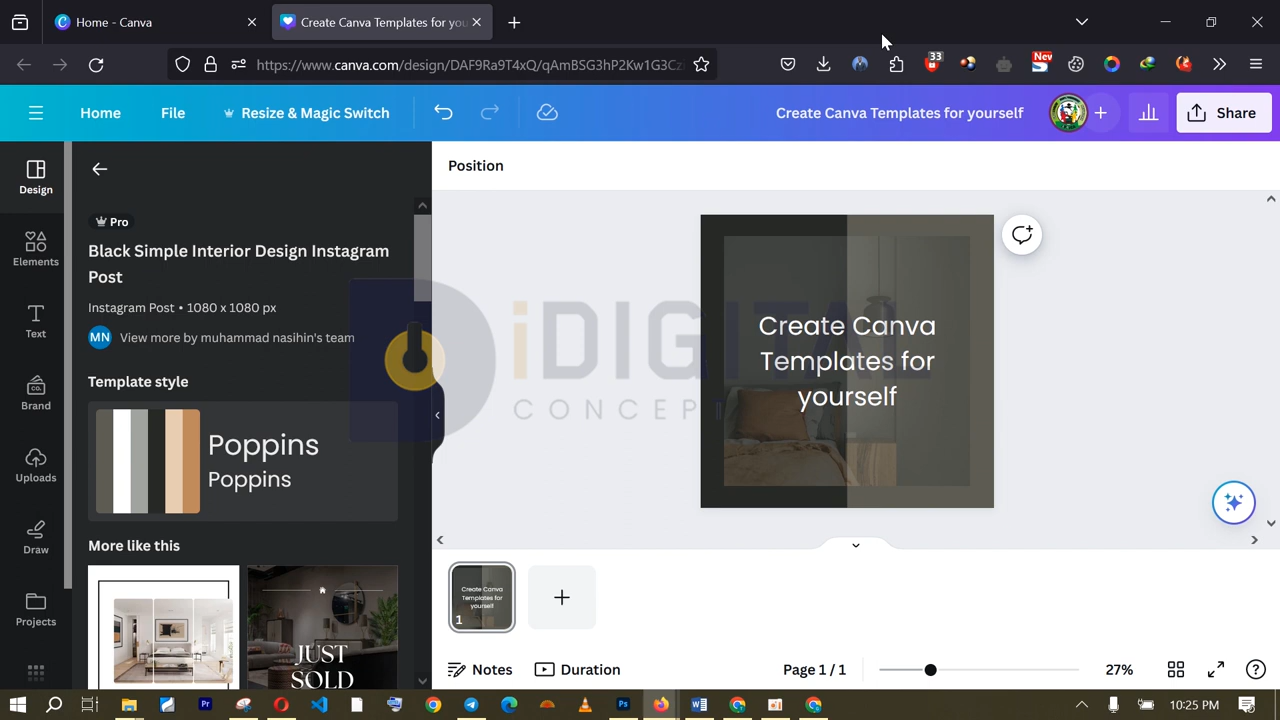 Home - Canva
Create Canva Templates for you
https://www.canva.com/design/DAF9Ra9T4xQ/qAmBSG3hP2Kw1G3Cz
33
New
Home
File
Resize & Magic Switch
Create Canva Templates for yourself
Share
Design
Elements
Text
Brand
Uploads
Draw
Projects
Pro
Black Simple Interior Design Instagram
Post
Instagram Post • 1080 x 1080 px
MN
View more by muhammad nasihin's team
Template style
Poppins
Poppins
More like this
JUST
SOLD
Position
Create Canva
Templates for
yourself
iDIGITAL
CONCEPT
Create Canva
Templates for
yourself
1
Notes
Duration
Page 1 / 1
27%
10:25 PM